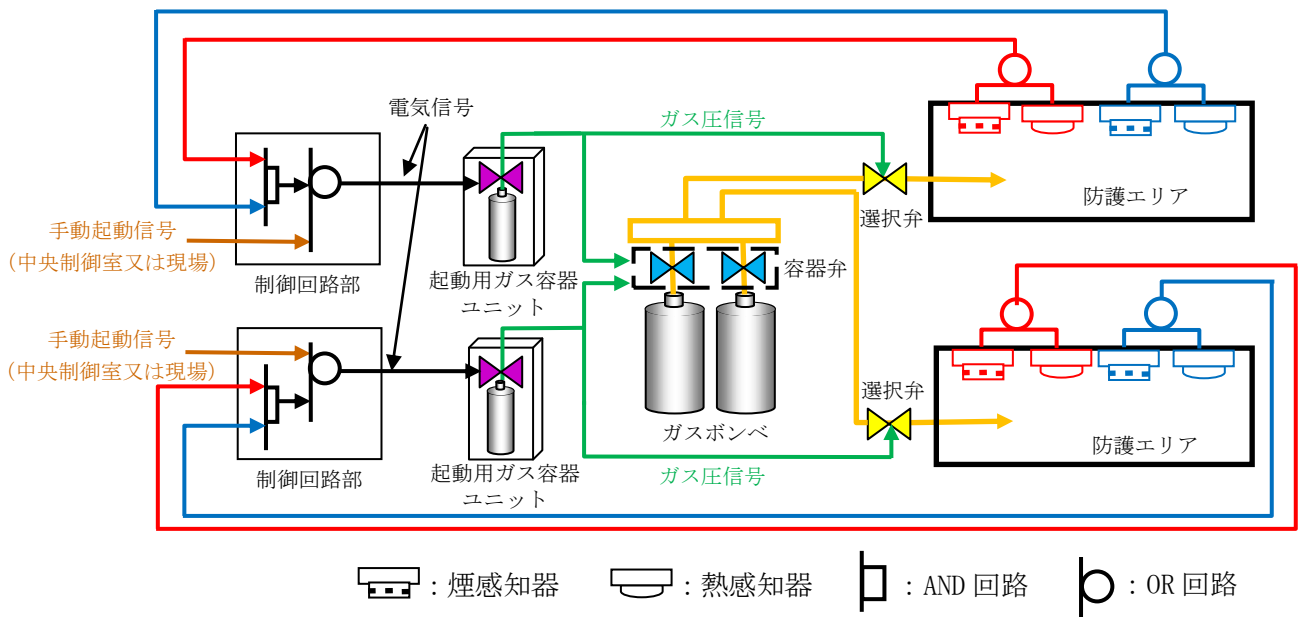 電気信号
ガス圧信号
防護エリア
選択弁
手動起動信号
(中央制御室又は現場)
制御回路部
起動用ガス容器
ユニット
容器弁
手動起動信号
(中央制御室又は現場)
選択弁
ガスボンベ
防護エリア
制御回路部
起動用ガス容器
ユニット
ガス圧信号
：煙感知器
：熱感知器
：AND 回路
：OR 回路